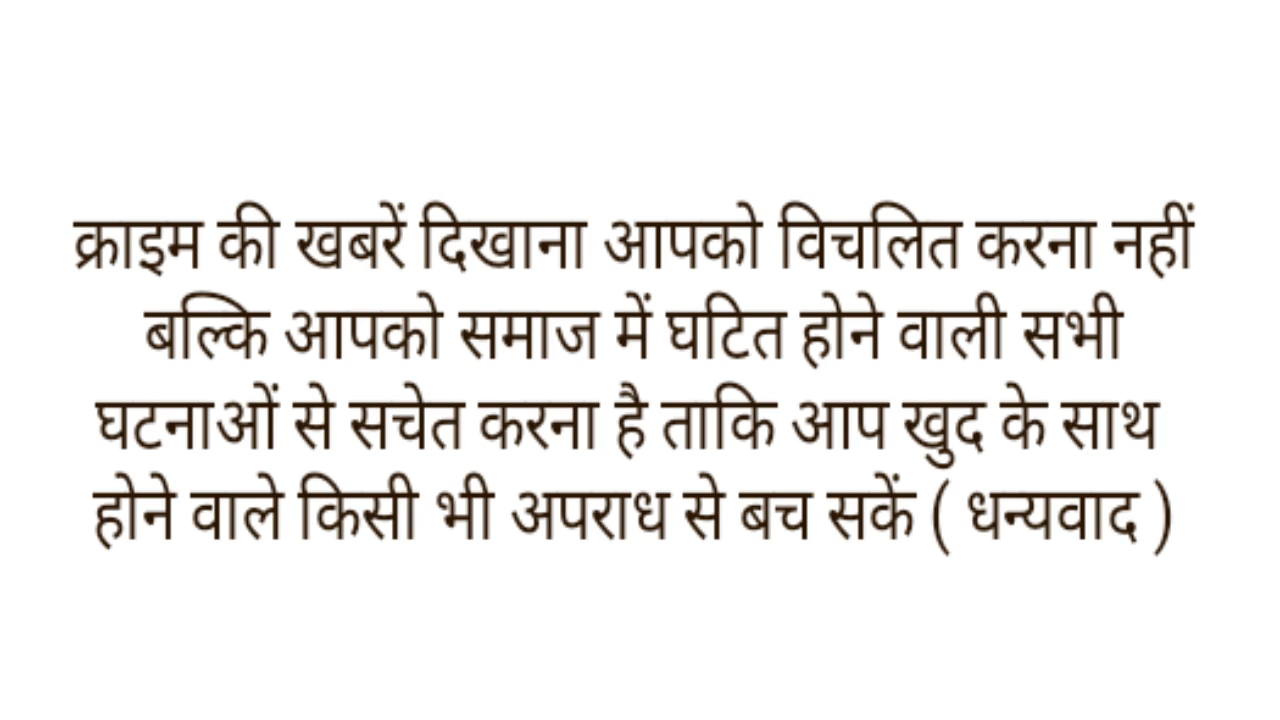 क्राइम की खबरें दिखाना आपको विचलित करना नहीं
बल्कि आपको समाज में घटित होने वाली सभी
घटनाओं से सचेत करना है ताकि आप खुद के साथ
होने वाले किसी भी अपराध से बच सकें ( धन्यवाद )